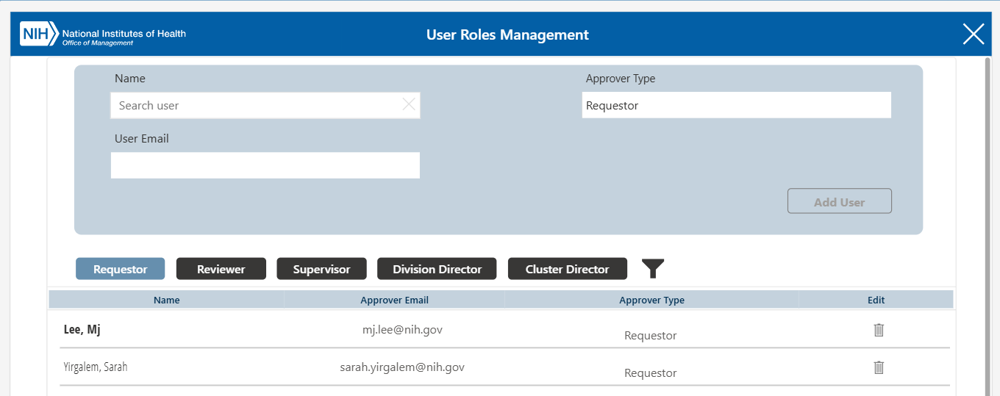 NIH National Institutes of Health
Office of Management
User Roles Management
Name
Approver Type
Search user
Requestor
User Email
Add User
Requestor Reviewer Supervisor Division Director Cluster Director
Name Approver Email Approver Type Edit
Lee, Mj mj.lee@nih.gov Requestor
Yirgalem, Sarah sarah.yirgalem@nih.gov Requestor